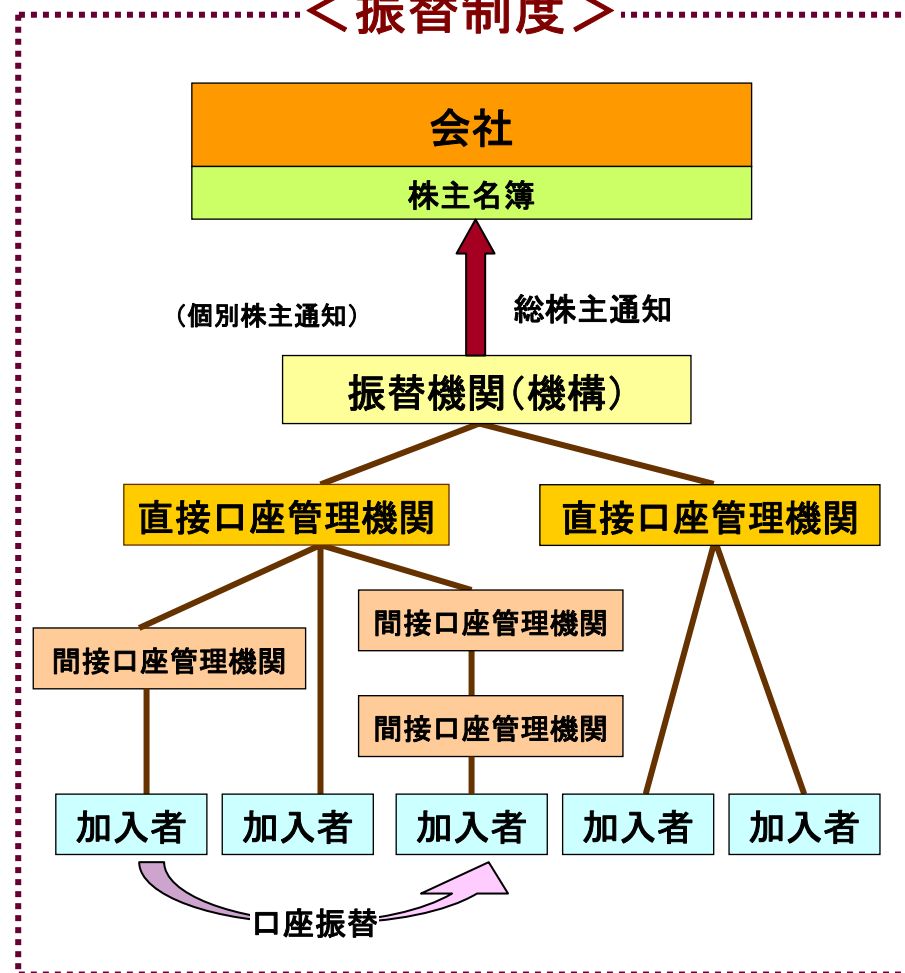 ＜振替制度＞
会社
株主名簿
（個別株主通知）
総株主通知
振替機関（機構）
直接口座管理機関
直接口座管理機関
間接口座管理機関
間接口座管理機関
間接口座管理機関
加入者
加入者
加入者
加入者
加入者
口座振替